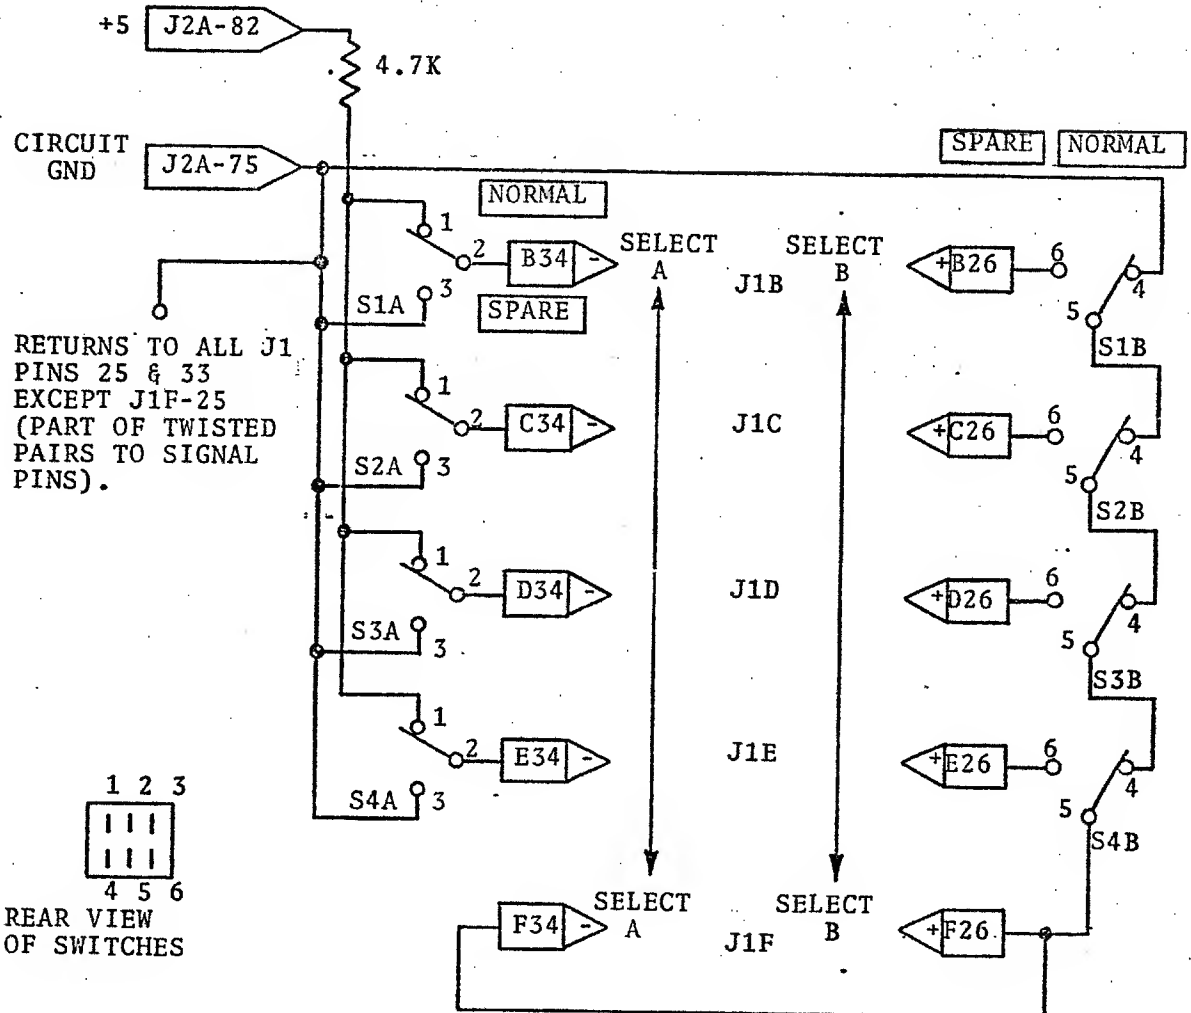 +5 J2A-82
4.7K
CIRCUIT
GND
J2A-75
SPARE NORMAL
NORMAL
1
2
3
S1A
B34 -
SPARE
SELECT
A
J1B
SELECT
B
+ B26
6
4
5
S1B
RETURNS TO ALL J1
PINS 25 & 33
EXCEPT J1F-25
(PART OF TWISTED
PAIRS TO SIGNAL
PINS).
1
2
3
S2A
C34 -
J1C
+ C26
6
4
5
S2B
1
2
3
S3A
D34 -
J1D
+ D26
6
4
5
S3B
1
2
3
S4A
E34 -
J1E
+ E26
6
4
5
S4B
1 2 3
4 5 6
REAR VIEW
OF SWITCHES
F34 -
SELECT
A
J1F
SELECT
B
+ F26